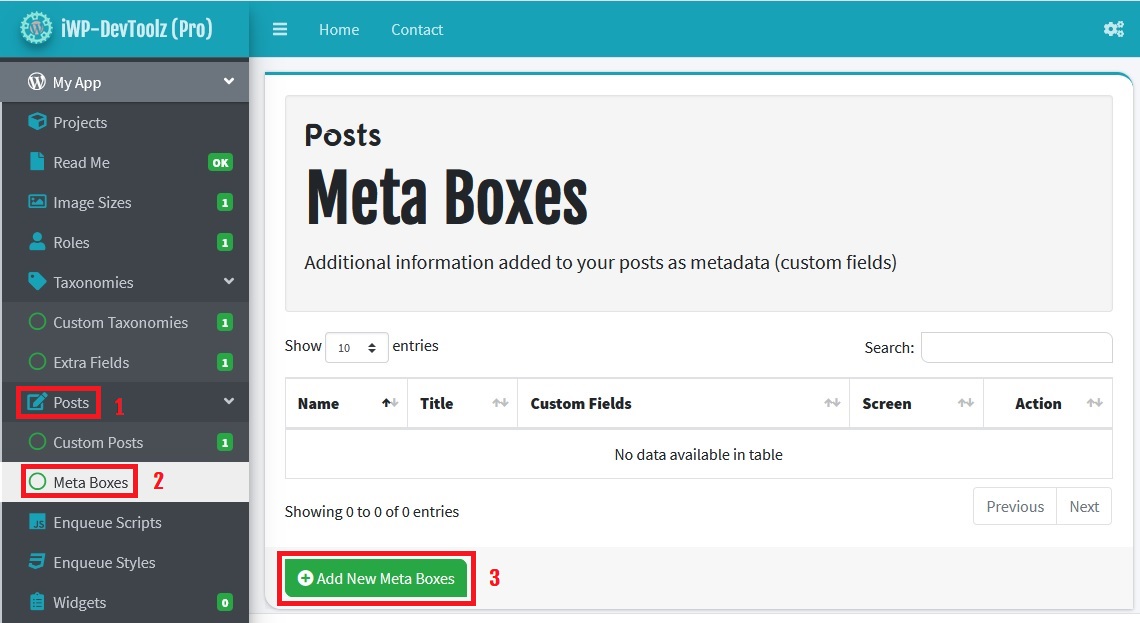 iWP-DevToolz (Pro)
Home
Contact
My App
Projects
Read Me
OK
Image Sizes
1
Roles
1
Taxonomies
Custom Taxonomies
1
Extra Fields
1
Posts
1
Custom Posts
1
Meta Boxes
2
Enqueue Scripts
Enqueue Styles
Widgets
0
Posts
Meta Boxes
Additional information added to your posts as metadata (custom fields)
Show 10 entries
Search:
Name Title Custom Fields Screen Action
No data available in table
Showing 0 to 0 of 0 entries
Previous Next
Add New Meta Boxes
3